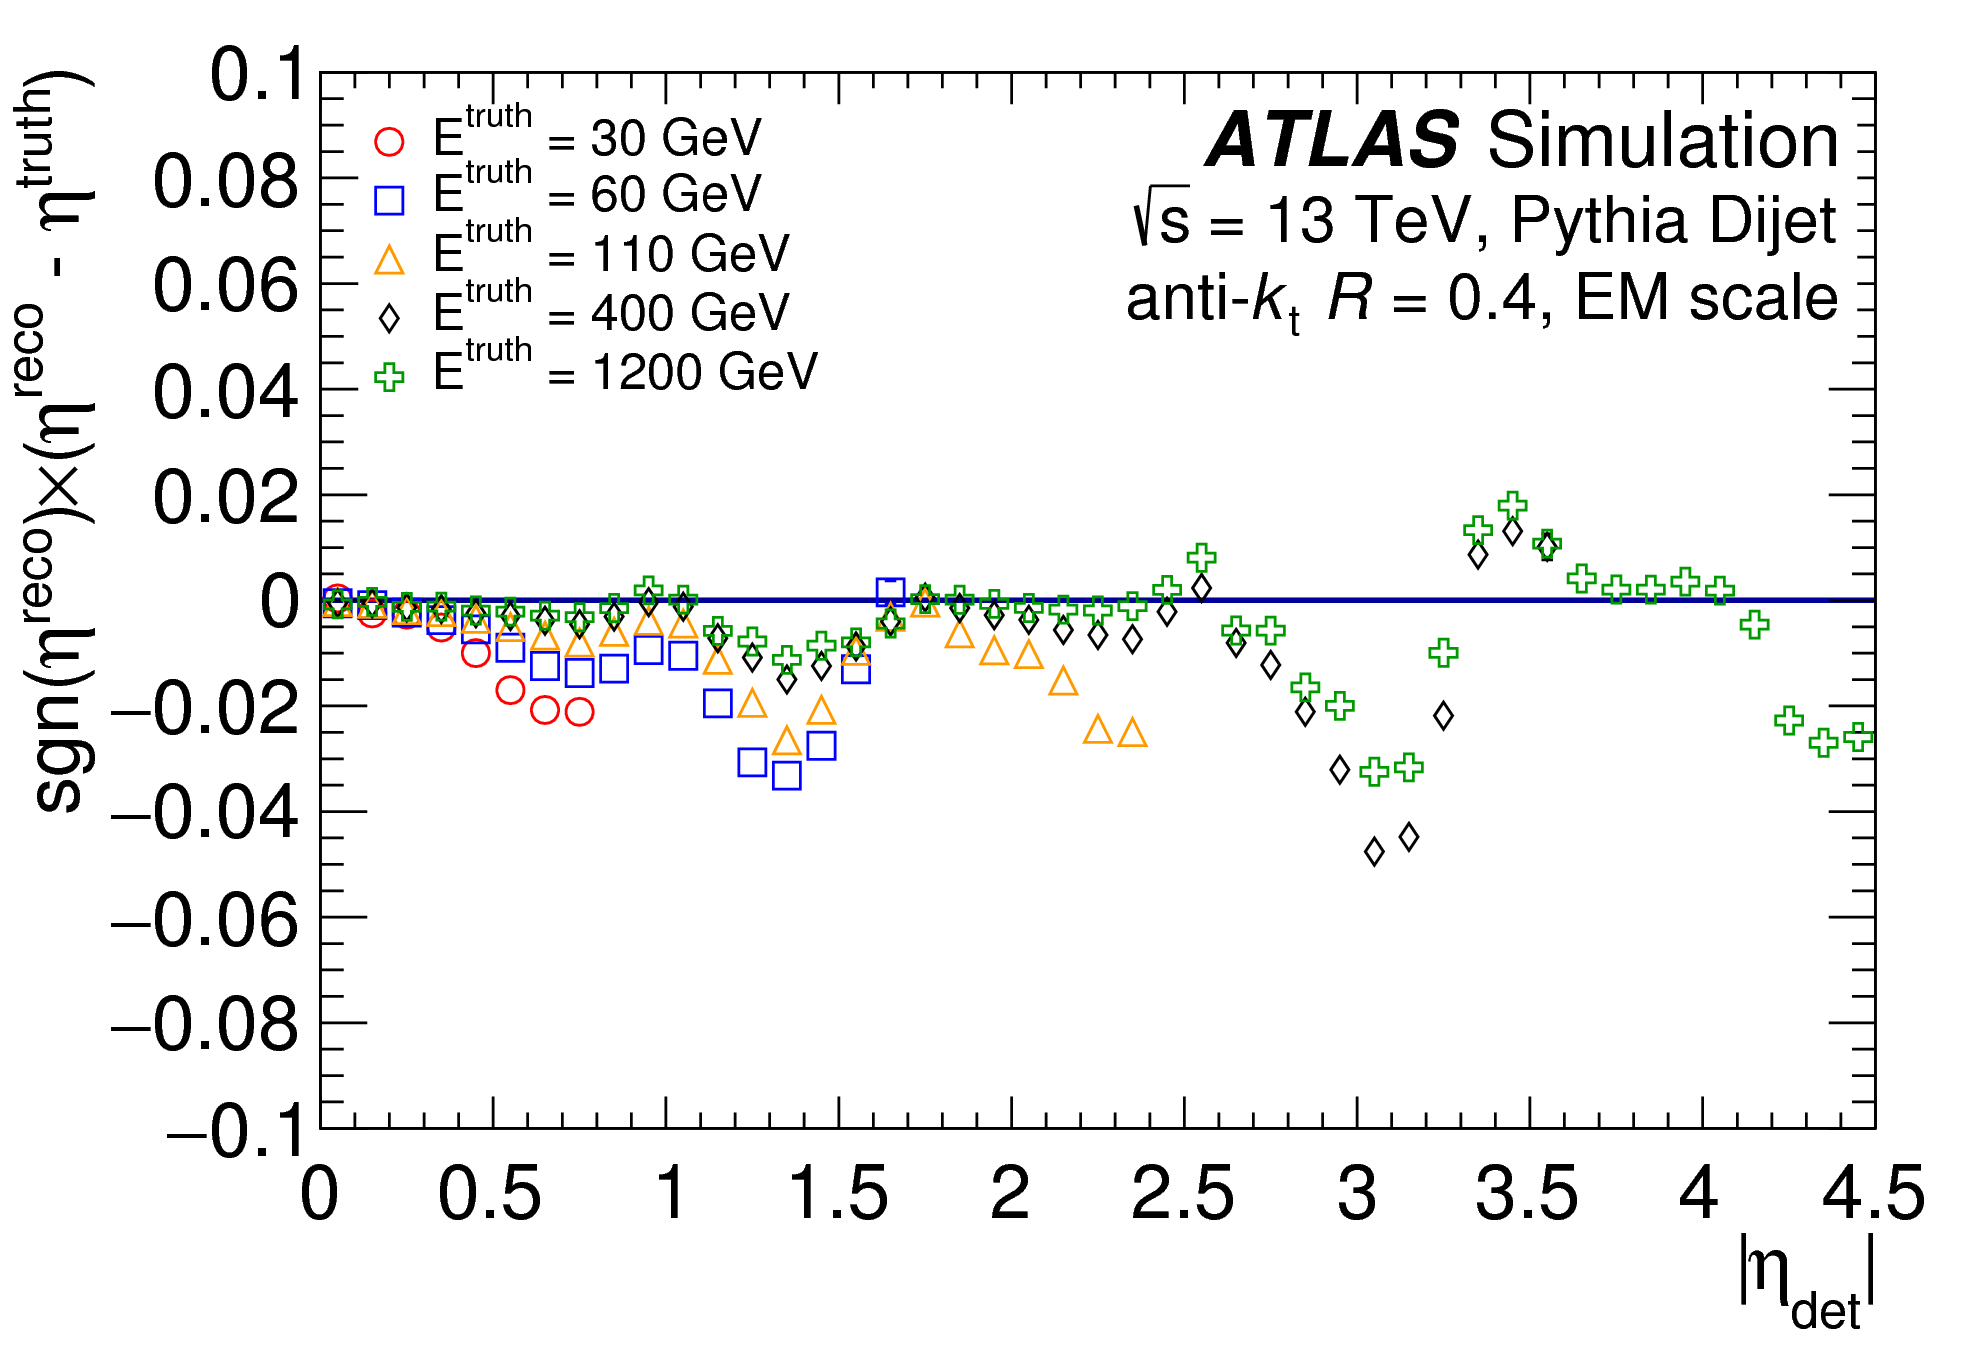 sgn(η^reco)×(η^reco - η^truth)
0.1
0.08
0.06
0.04
0.02
0
−0.02
−0.04
−0.06
−0.08
−0.1
E^truth = 30 GeV
E^truth = 60 GeV
E^truth = 110 GeV
E^truth = 400 GeV
E^truth = 1200 GeV
ATLAS Simulation
√s = 13 TeV, Pythia Dijet
anti-k_t R = 0.4, EM scale
0 0.5 1 1.5 2 2.5 3 3.5 4 4.5
|η_det|